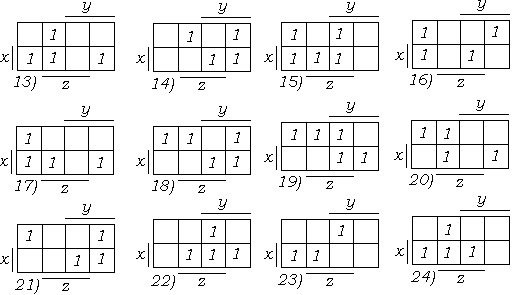 y y y y
1 1 1 1 1 1 1
x 1 1 1 x 1 1 x 1 1 1 x 1 1
13) z 14) z 15) z 16) z
y y y y
1 1 1 1 1 1 1 1 1
x 1 1 1 x 1 1 x 1 1 x 1 1
17) z 18) z 19) z 20) z
y y y y
1 1 1 1 1
x 1 1 x 1 1 1 x 1 1 x 1 1 1
21) z 22) z 23) z 24) z